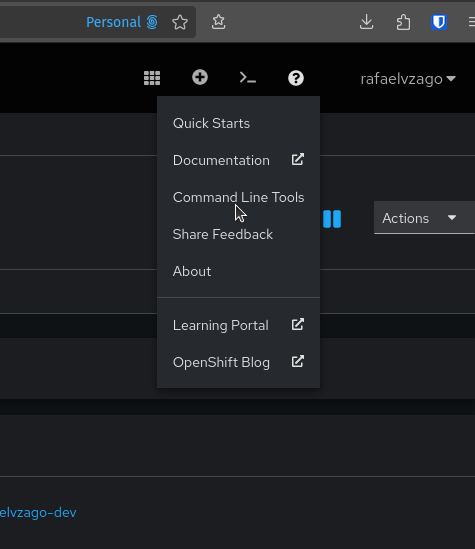 Personal
rafaelvzago
Quick Starts
Documentation
Command Line Tools
Share Feedback
Actions
About
Learning Portal
OpenShift Blog
elvzago-dev